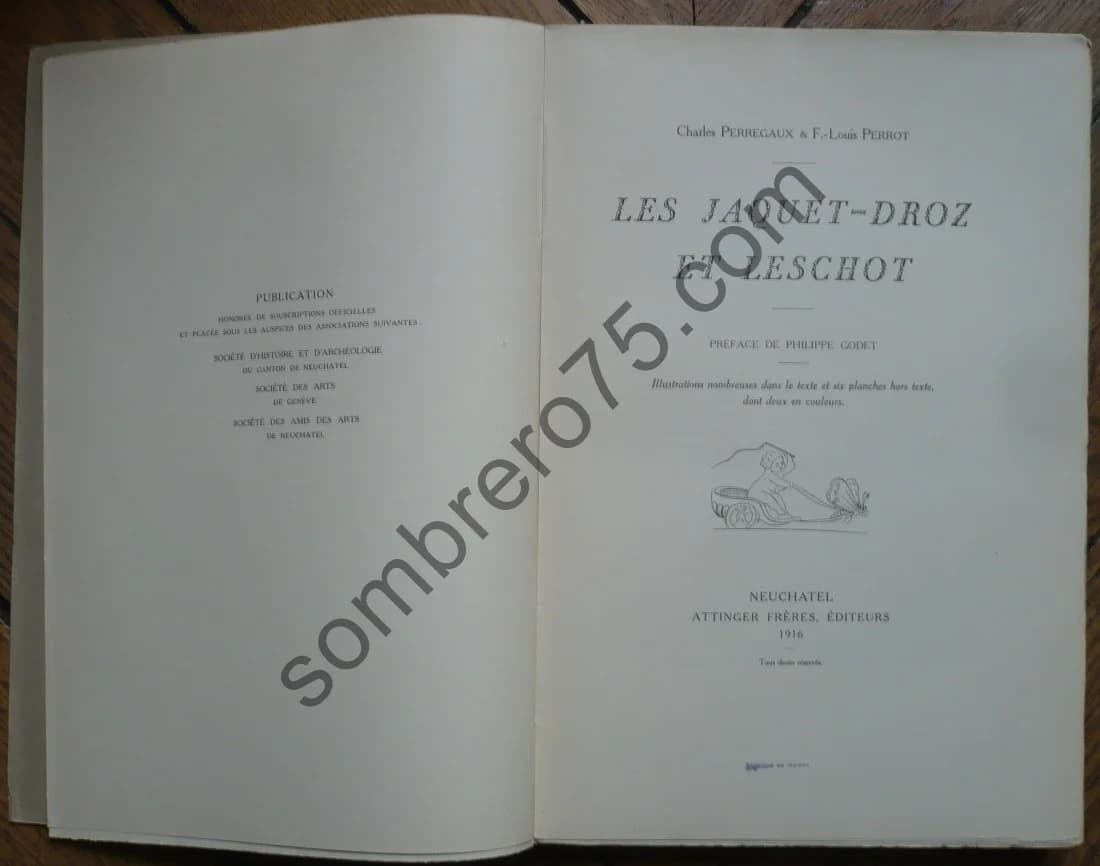 PUBLICATION
HONORÉE DE SOUSCRIPTIONS OFFICIELLES
ET PLACÉE SOUS LES AUSPICES DES ASSOCIATIONS SUIVANTES :
SOCIÉTÉ D'HISTOIRE ET D'ARCHÉOLOGIE
DU CANTON DE NEUCHATEL
SOCIÉTÉ DES ARTS
DE GENÈVE
SOCIÉTÉ DES AMIS DES ARTS
DE NEUCHATEL
Charles PERREGAUX & F.-Louis PERROT
LES JAQUET-DROZ
ET LESCHOT
PRÉFACE DE PHILIPPE GODET
Illustrations nombreuses dans le texte et six planches hors texte,
dont deux en couleurs.
NEUCHATEL
ATTINGER FRÈRES, ÉDITEURS
1916
Tous droits réservés.
sombrero75.com